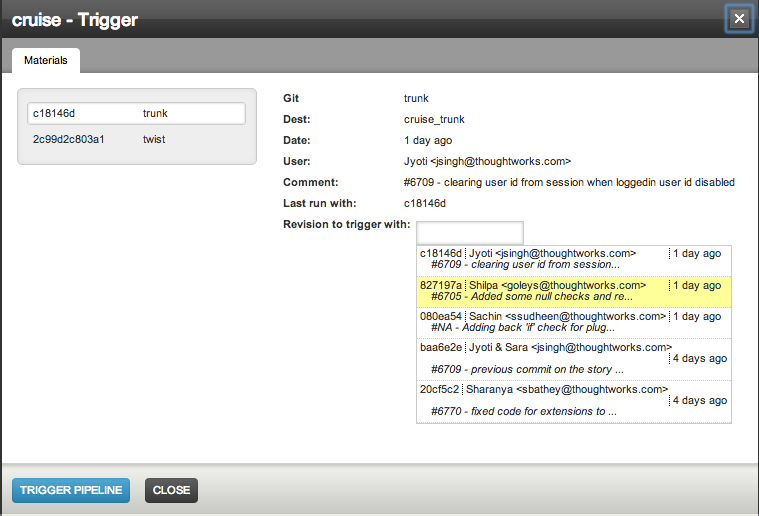 cruise - Trigger
Materials
c18146d trunk
2c99d2c803a1 twist
Git trunk
Dest: cruise_trunk
Date: 1 day ago
User: Jyoti <jsingh@thoughtworks.com>
Comment: #6709 - clearing user id from session when loggedin user id disabled
Last run with: c18146d
Revision to trigger with:
c18146d Jyoti <jsingh@thoughtworks.com> 1 day ago
#6709 - clearing user id from session...
827197a Shilpa <goleys@thoughtworks.com> 1 day ago
#6705 - Added some null checks and re...
080ea54 Sachin <ssudheen@thoughtworks.com> 1 day ago
#NA - Adding back 'if' check for plug...
baa6e2e Jyoti & Sara <jsingh@thoughtworks.com>
4 days ago
#6709 - previous commit on the story ...
20cf5c2 Sharanya <sbathey@thoughtworks.com>
4 days ago
#6770 - fixed code for extensions to ...
TRIGGER PIPELINE CLOSE